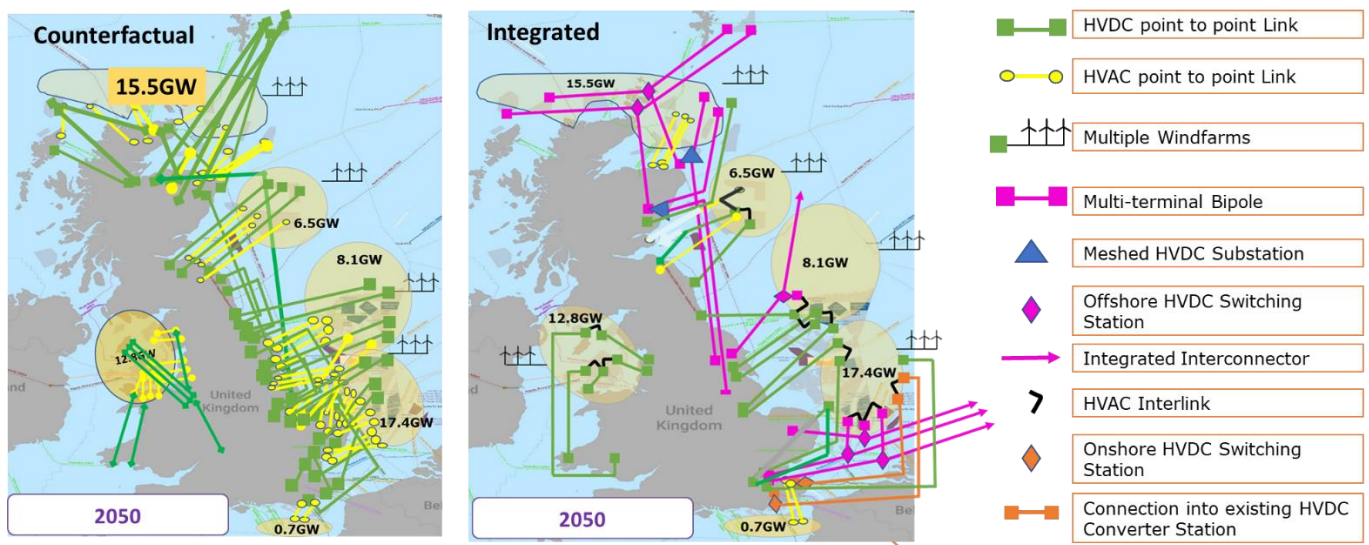 Counterfactual
15.5GW
6.5GW
8.1GW
12.8GW
United
Kingdom
17.4GW
2050
0.7GW
Bel
land
Integrated
15.5GW
6.5GW
8.1GW
12.8GW
17.4GW
United
Kingdom
2050
0.7GW
Be
HVDC point to point Link
HVAC point to point Link
Multiple Windfarms
Multi-terminal Bipole
Meshed HVDC Substation
Offshore HVDC Switching
Station
Integrated Interconnector
HVAC Interlink
Onshore HVDC Switching
Station
Connection into existing HVDC
Converter Station